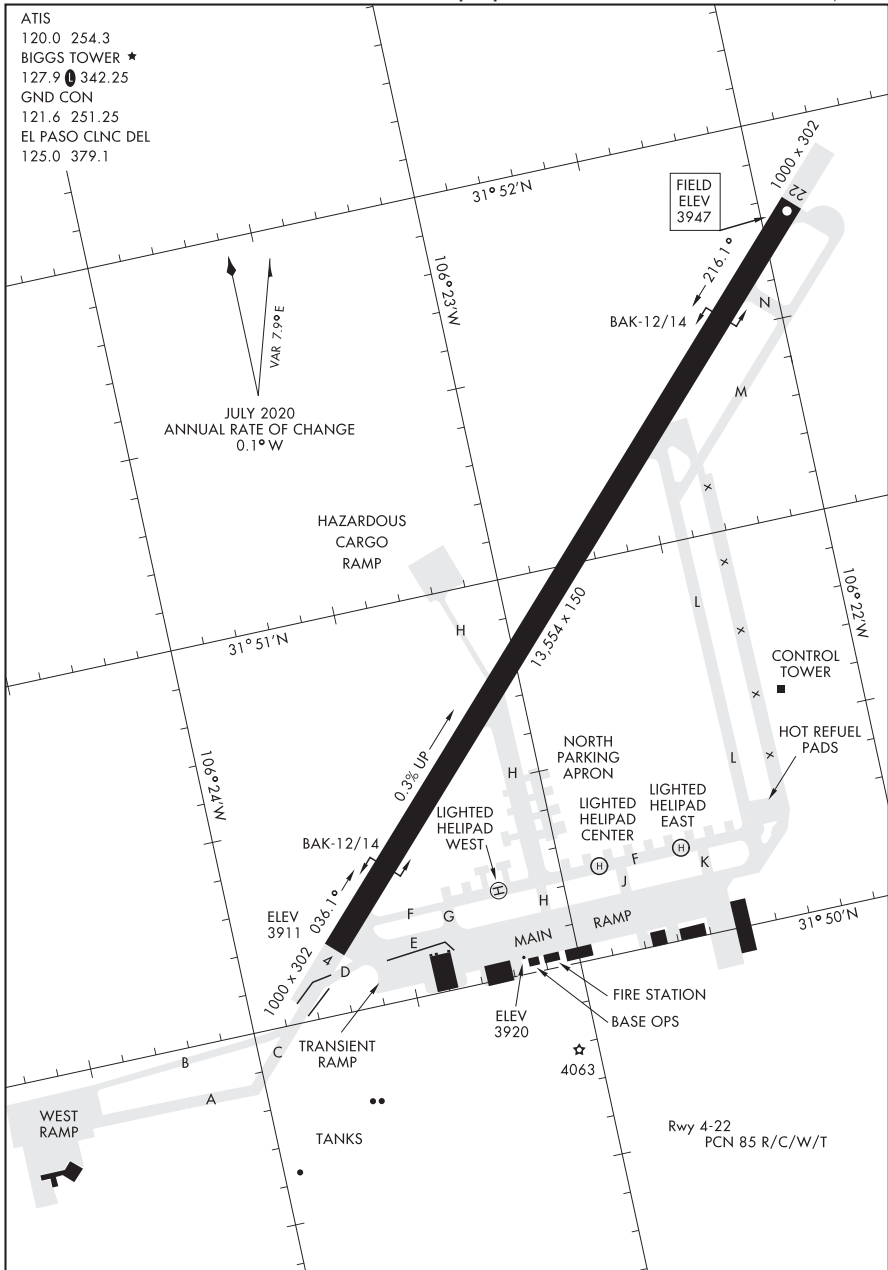 ATIS
120.0 254.3
BIGGS TOWER ★
127.9 L 342.25
GND CON
121.6 251.25
EL PASO CLNC DEL
125.0 379.1
1000 x 302
22
31°52'N
FIELD
ELEV
3947
216.1°
106°23'W
N
BAK-12/14
VAR 7.9° E
M
JULY 2020
ANNUAL RATE OF CHANGE
0.1° W
x
HAZARDOUS
CARGO
RAMP
x
106°22'W
13,554 x 150
L
H
x
31°51'N
CONTROL
TOWER
x
HOT REFUEL
PADS
NORTH
PARKING
APRON
x
L
106°24'W
0.3% UP
H
LIGHTED
HELIPAD
EAST
LIGHTED
HELIPAD
CENTER
LIGHTED
HELIPAD
WEST
BAK-12/14
H
F
H
K
J
036.1°
H
H
F
G
ELEV
3911
RAMP
31°50'N
MAIN
E
4
D
1000 x 302
FIRE STATION
BASE OPS
ELEV
3920
TRANSIENT
RAMP
C
B
4063
A
WEST
RAMP
TANKS
Rwy 4-22
PCN 85 R/C/W/T